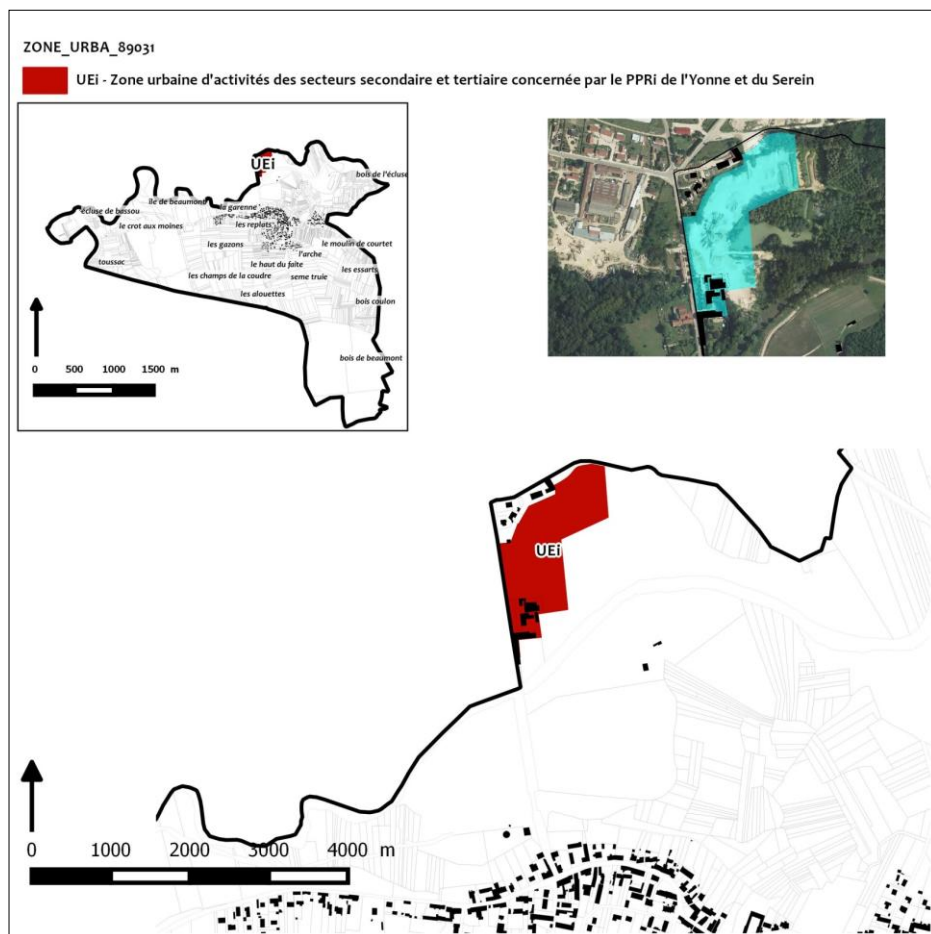 ZONE_URBA_89031
UEi - Zone urbaine d'activités des secteurs secondaire et tertiaire concernée par le PPRi de l'Yonne et du Serein
UEi
bois de l'écluse
île de beaumont
la garenne
écluse de bassou
le crot aux moines
les replats
les gazons
le moulin de courtet
l'arche
toussac
le haut du faite
les essarts
les champs de la coudre
seme truie
les alouettes
bois coulon
bois de beaumont
0 500 1000 1500 m
UEi
0 1000 2000 3000 4000 m